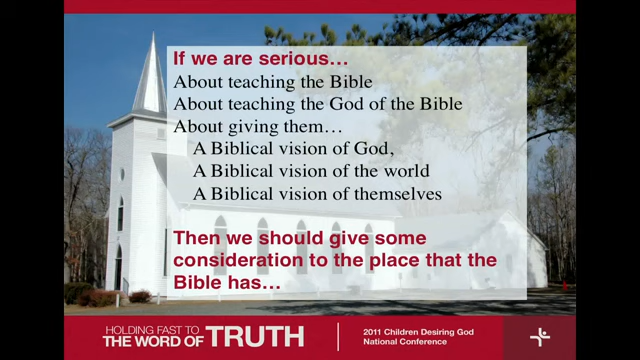 If we are serious…
About teaching the Bible
About teaching the God of the Bible
About giving them…
A Biblical vision of God,
A Biblical vision of the world
A Biblical vision of themselves
Then we should give some
consideration to the place that the
Bible has…
HOLDING FAST TO
THE WORD OF TRUTH
2011 Children Desiring God
National Conference